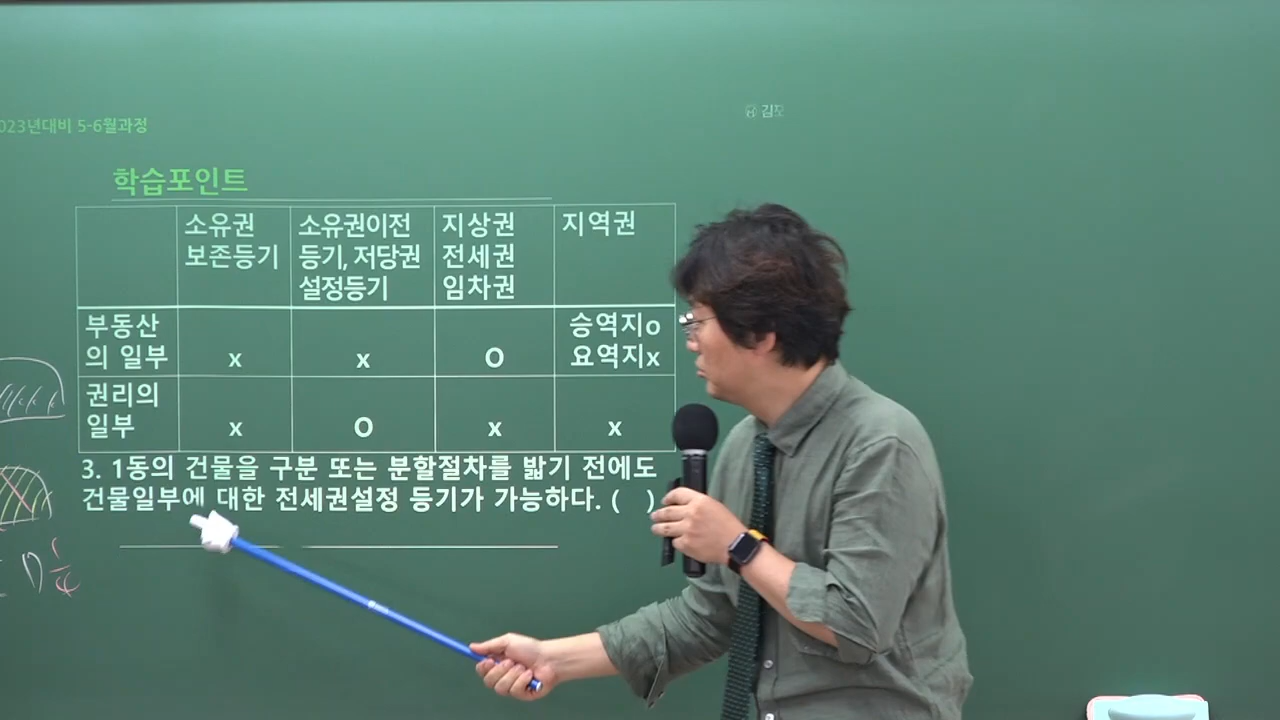 023년대비 5-6월과정
학습포인트
소유권 보존등기
소유권이전 등기, 저당권 설정등기
지상권 전세권 임차권
지역권
부동산의 일부 x x O 승역지o 요역지x
권리의 일부 x O x x
3. 1동의 건물을 구분 또는 분할절차를 밟기 전에도
건물일부에 대한 전세권설정 등기가 가능하다. ( )